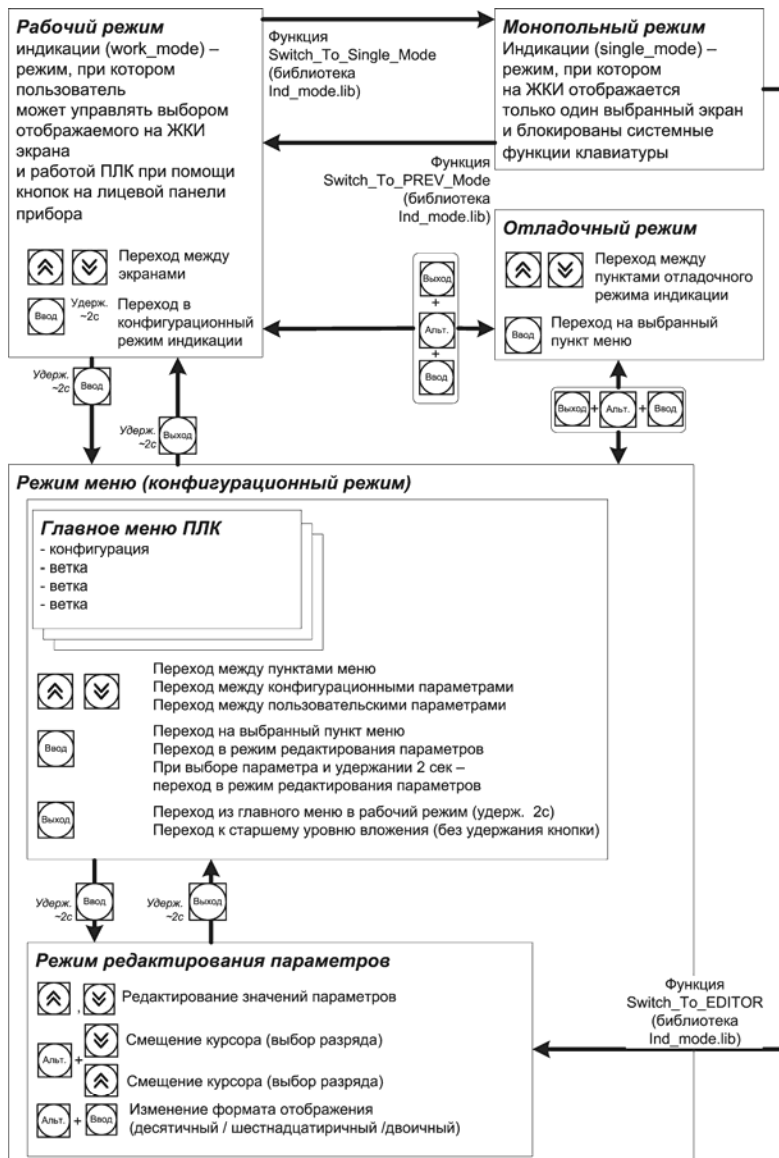 Рабочий режим
индикации (work_mode) –
режим, при котором
пользователь
может управлять выбором
отображаемого на ЖКИ
экрана
и работой ПЛК при помощи
кнопок на лицевой панели
прибора
Переход между
экранами
Ввод
Удерж.
~2с
Переход в
конфигурационный
режим индикации
Функция
Switch_To_Single_Mode
(библиотека
Ind_mode.lib)
Монопольный режим
Индикации (single_mode) –
режим, при котором
на ЖКИ отображается
только один выбранный экран
и блокированы системные
функции клавиатуры
Функция
Switch_To_PREV_Mode
(библиотека
Ind_mode.lib)
Отладочный режим
Переход между
пунктами отладочного
режима индикации
Ввод
Переход на выбранный
пункт меню
Выход
+
Альт.
+
Ввод
Удерж.
~2с
Ввод
Удерж.
~2с
Выход
Выход + Альт. + Ввод
Режим меню (конфигурационный режим)
Главное меню ПЛК
- конфигурация
- ветка
- ветка
- ветка
Переход между пунктами меню
Переход между конфигурационными параметрами
Переход между пользовательскими параметрами
Ввод
Переход на выбранный пункт меню
Переход в режим редактирования параметров
При выборе параметра и удержании 2 сек –
переход в режим редактирования параметров
Выход
Переход из главного меню в рабочий режим (удерж. 2с)
Переход к старшему уровню вложения (без удержания кнопки)
Удерж.
~2с
Ввод
Удерж.
~2с
Выход
Режим редактирования параметров
, Редактирование значений параметров
Альт. +
Смещение курсора (выбор разряда)
Смещение курсора (выбор разряда)
Альт. + Ввод
Изменение формата отображения
(десятичный / шестнадцатиричный /двоичный)
Функция
Switch_To_EDITOR
(библиотека
Ind_mode.lib)